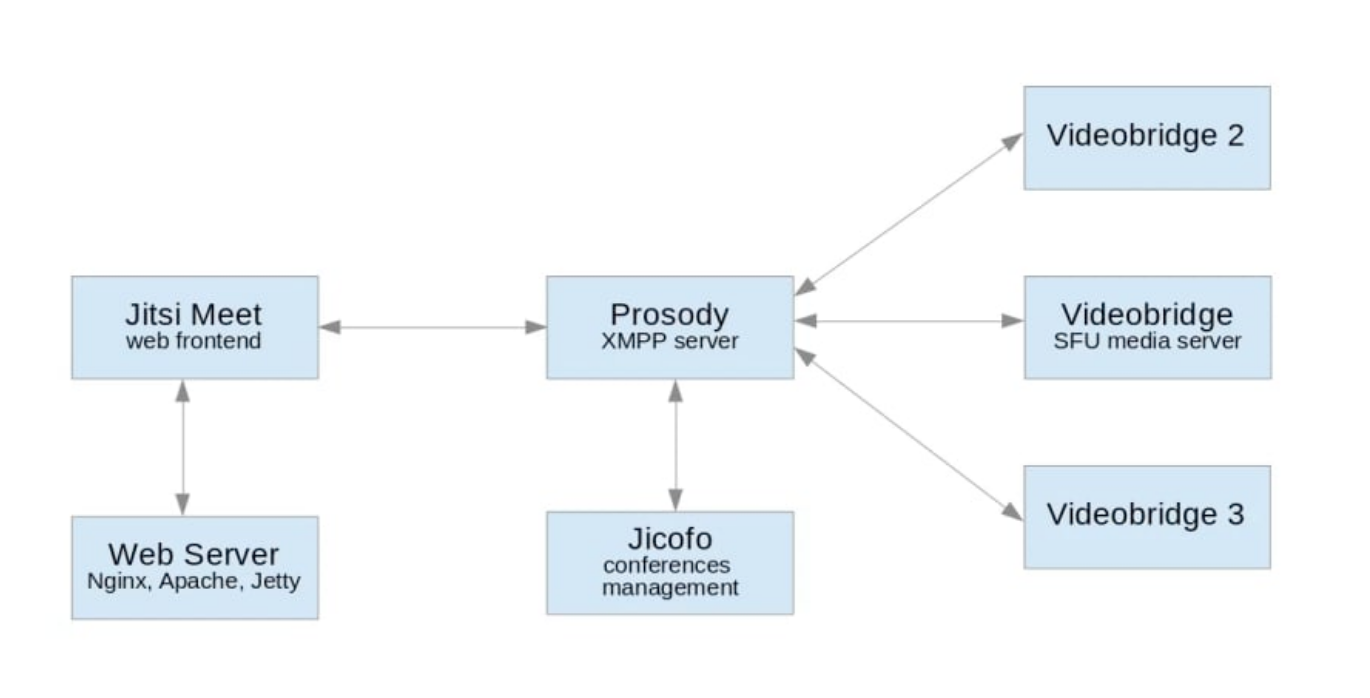 Videobridge 2
Jitsi Meet
web frontend
Prosody
XMPP server
Videobridge
SFU media server
Web Server
Nginx, Apache, Jetty
Jicofo
conferences
management
Videobridge 3